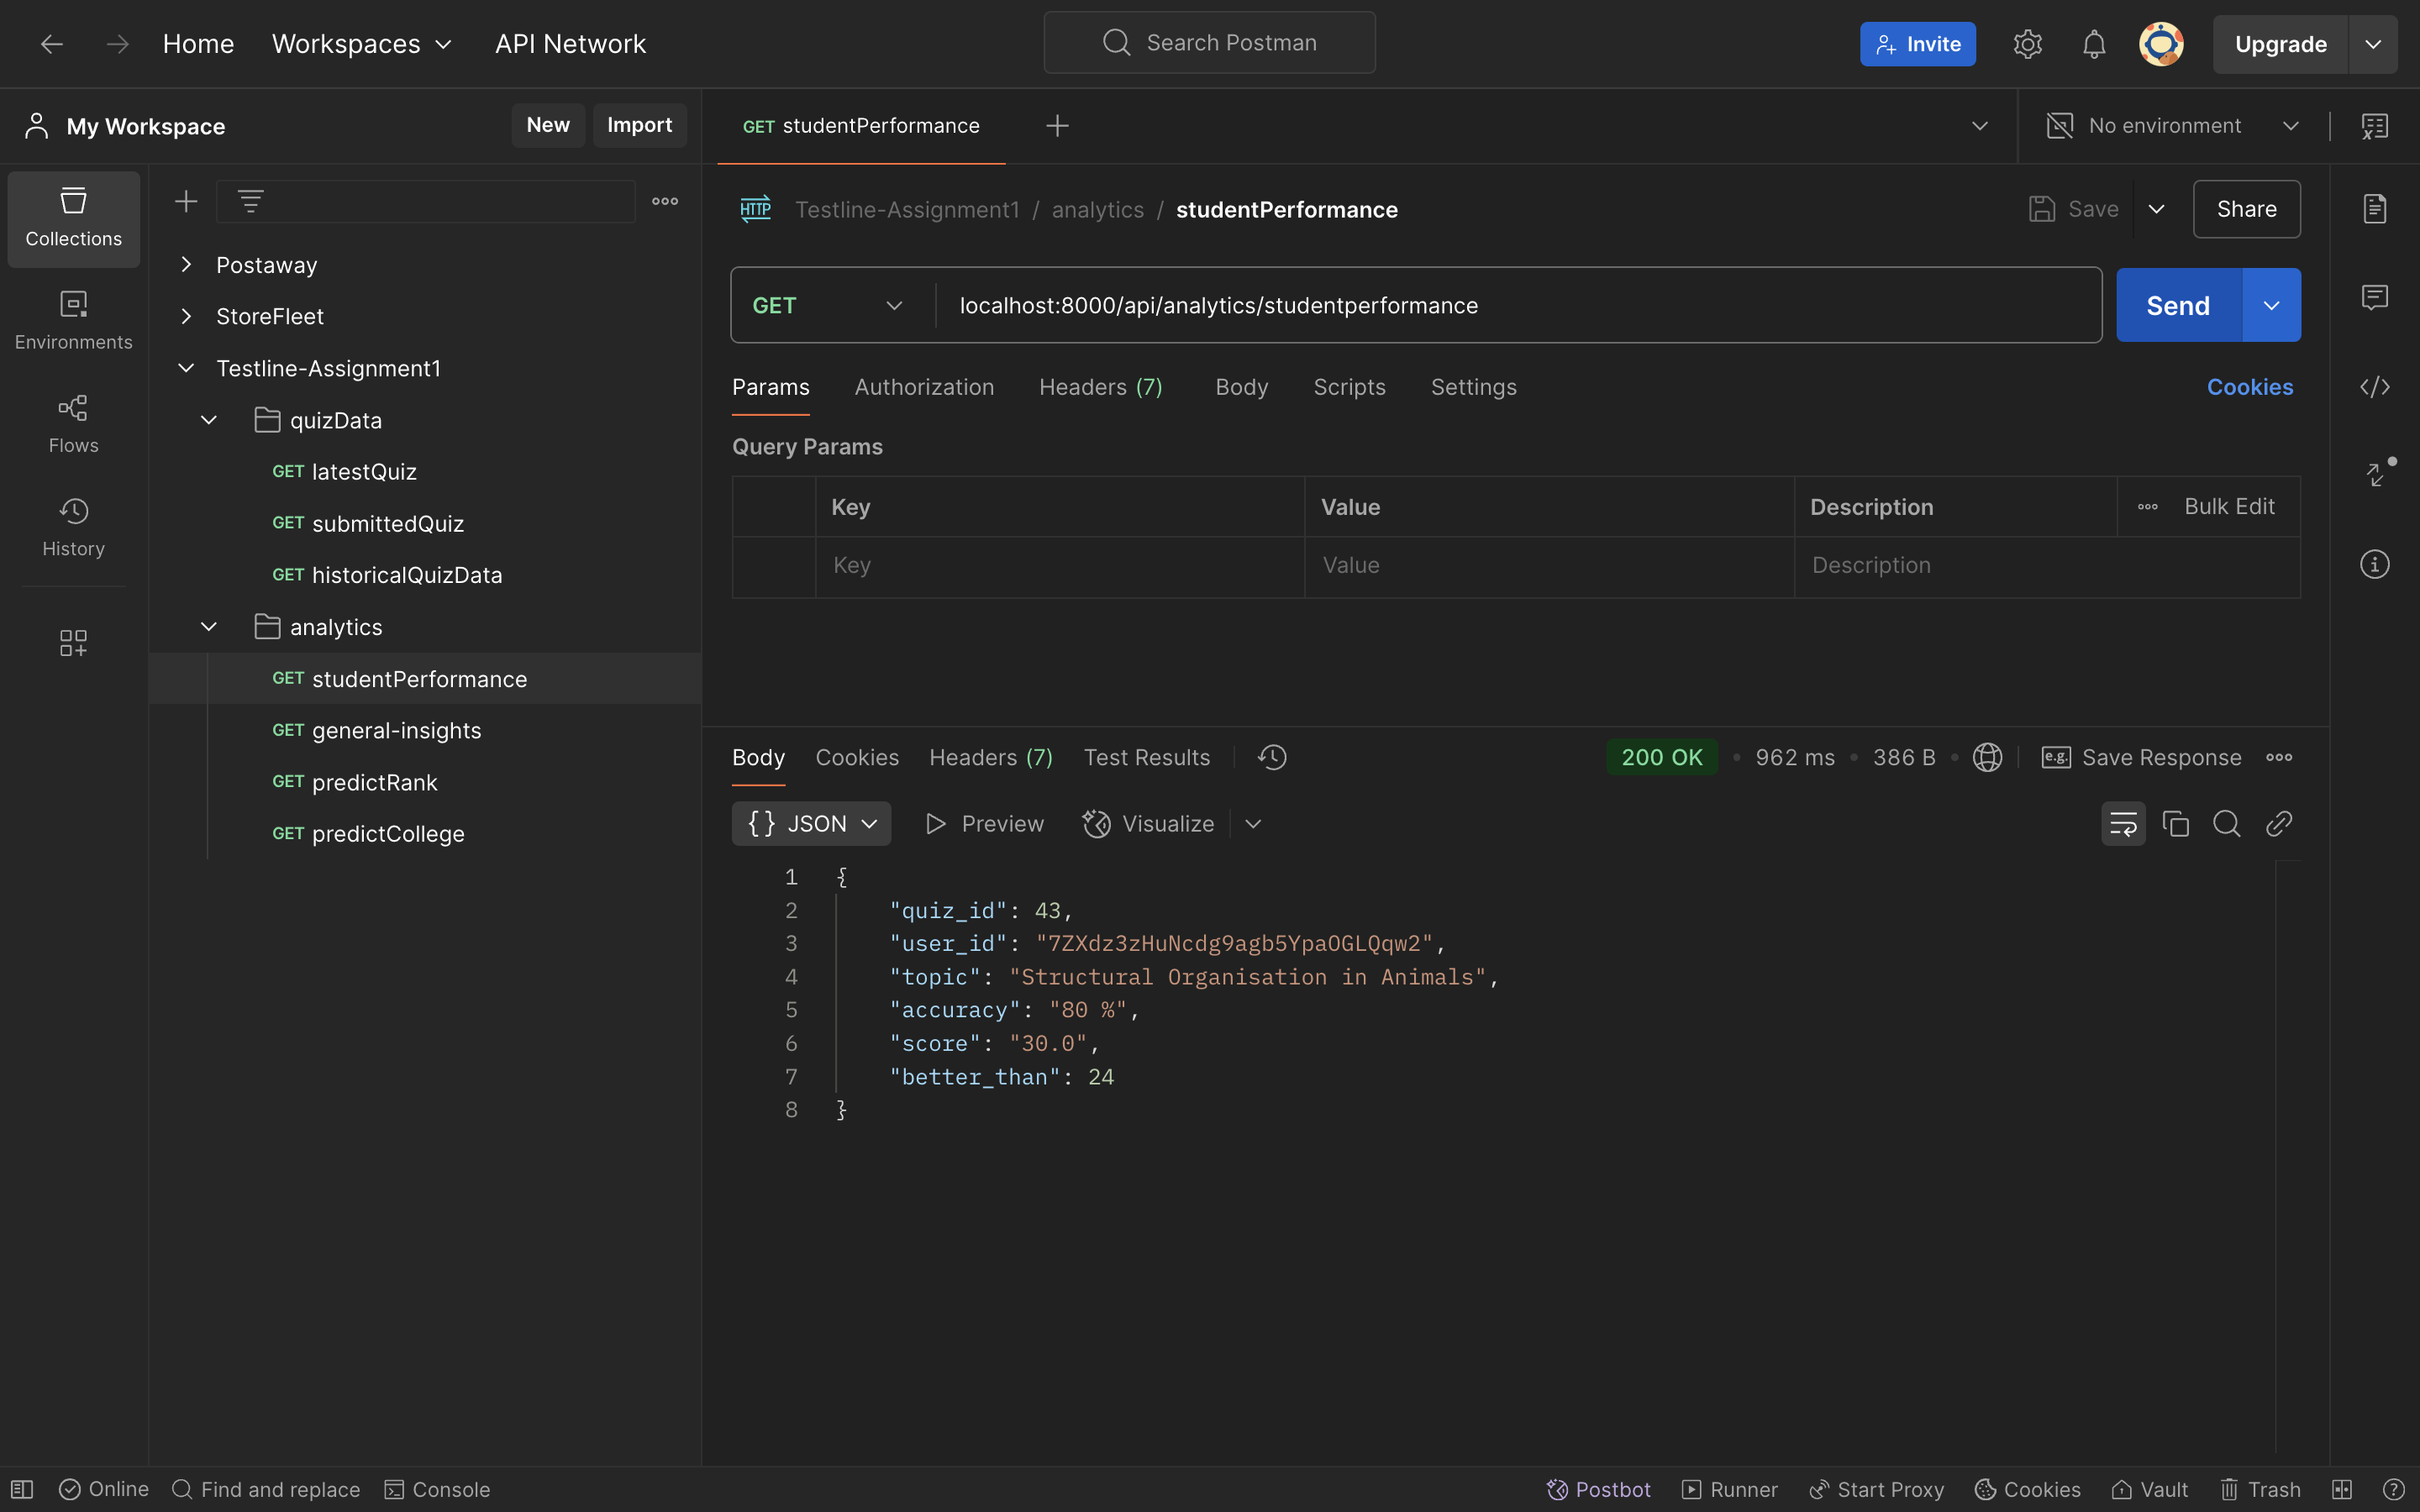 Home Workspaces API Network Search Postman Invite Upgrade
My Workspace New Import
GET studentPerformance No environment
Collections
Environments
Flows
History
Postaway
StoreFleet
Testline-Assignment1
quizData
GET latestQuiz
GET submittedQuiz
GET historicalQuizData
analytics
GET studentPerformance
GET general-insights
GET predictRank
GET predictCollege
HTTP Testline-Assignment1 / analytics / studentPerformance Save Share
GET localhost:8000/api/analytics/studentperformance Send
Params Authorization Headers (7) Body Scripts Settings Cookies
Query Params
Key Value Description Bulk Edit
Key Value Description
Body Cookies Headers (7) Test Results 200 OK • 962 ms • 386 B • e.g. Save Response
{} JSON Preview Visualize
1 {
2 "quiz_id": 43,
3 "user_id": "7ZXdz3zHuNcdg9agb5YpaOGLQqw2",
4 "topic": "Structural Organisation in Animals",
5 "accuracy": "80 %",
6 "score": "30.0",
7 "better_than": 24
8 }
Online Find and replace Console Postbot Runner Start Proxy Cookies Vault Trash